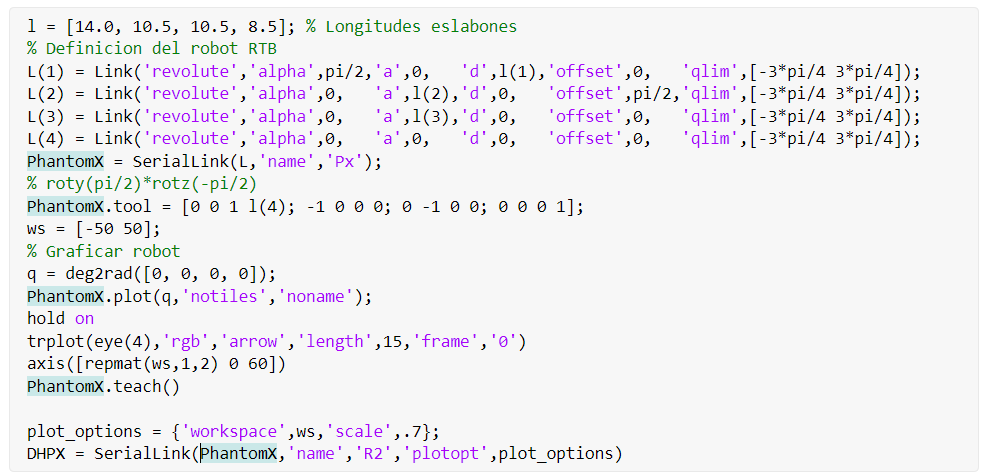 l = [14.0, 10.5, 10.5, 8.5]; % Longitudes eslabones
% Definicion del robot RTB
L(1) = Link('revolute','alpha',pi/2,'a',0,   'd',l(1),'offset',0,   'qlim',[-3*pi/4 3*pi/4]);
L(2) = Link('revolute','alpha',0,   'a',l(2),'d',0,   'offset',pi/2,'qlim',[-3*pi/4 3*pi/4]);
L(3) = Link('revolute','alpha',0,   'a',l(3),'d',0,   'offset',0,   'qlim',[-3*pi/4 3*pi/4]);
L(4) = Link('revolute','alpha',0,   'a',0,   'd',0,   'offset',0,   'qlim',[-3*pi/4 3*pi/4]);
PhantomX = SerialLink(L,'name','Px');
% roty(pi/2)*rotz(-pi/2)
PhantomX.tool = [0 0 1 l(4); -1 0 0 0; 0 -1 0 0; 0 0 0 1];
ws = [-50 50];
% Graficar robot
q = deg2rad([0, 0, 0, 0]);
PhantomX.plot(q,'notiles','noname');
hold on
trplot(eye(4),'rgb','arrow','length',15,'frame','0')
axis([repmat(ws,1,2) 0 60])
PhantomX.teach()
plot_options = {'workspace',ws,'scale',.7};
DHPX = SerialLink(PhantomX,'name','R2','plotopt',plot_options)